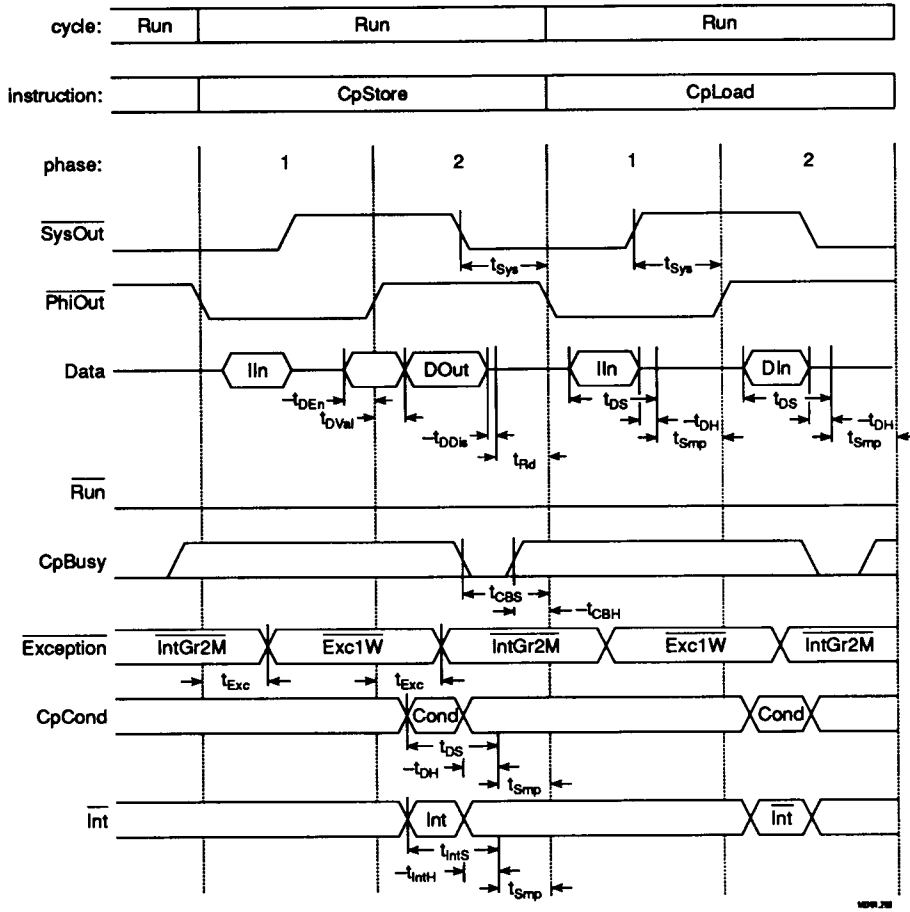 cycle: Run Run Run
instruction: CpStore CpLoad
phase: 1 2 1 2
SysOut
tSys tSys
PhiOut
Data IIn DOut IIn DIn
–tDEn tDS tDS
tDVal –tDH –tDH
–tDDis tSmp tSmp
tRd
Run
CpBusy
tCBS
–tCBH
Exception IntGr2M Exc1W IntGr2M Exc1W IntGr2M
tExc tExc
CpCond Cond Cond
tDS
–tDH
tSmp
Int Int Int
tIntS
–tIntH
tSmp